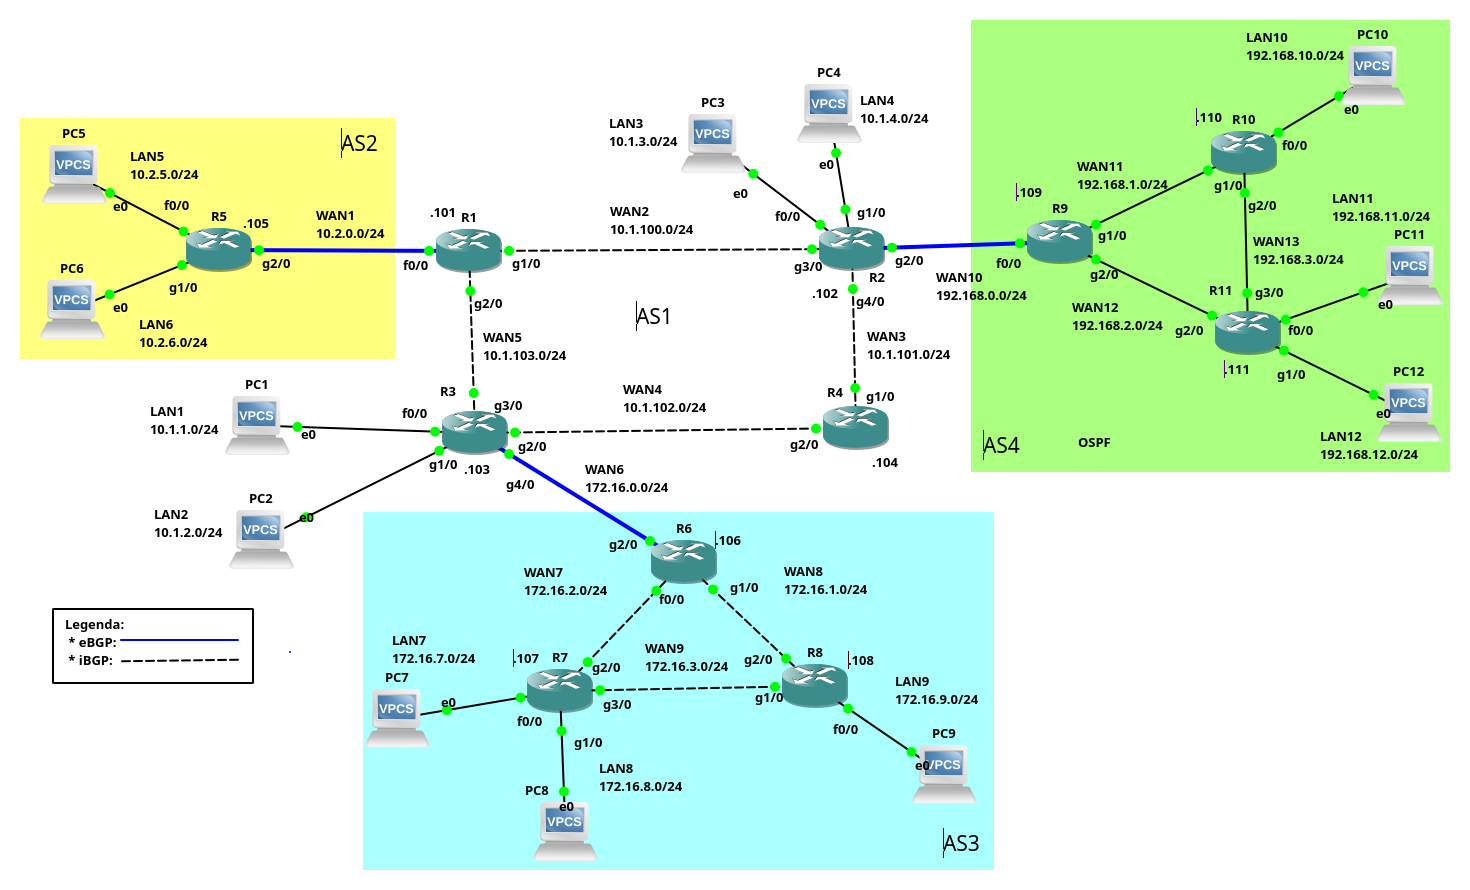 LAN10
192.168.10.0/24
PC10
VPCS
e0
.110
R10
f0/0
g1/0
g2/0
WAN11
192.168.1.0/24
.109
R9
g1/0
g2/0
f0/0
LAN11
192.168.11.0/24
PC11
VPCS
e0
WAN13
192.168.3.0/24
R11
g3/0
g2/0
f0/0
g1/0
.111
WAN12
192.168.2.0/24
PC12
VPCS
e0
LAN12
192.168.12.0/24
AS4
OSPF
PC4
VPCS
LAN4
10.1.4.0/24
e0
PC3
VPCS
LAN3
10.1.3.0/24
e0
f0/0
g1/0
g3/0
g2/0
R2
.102
g4/0
WAN10
192.168.0.0/24
PC5
VPCS
AS2
LAN5
10.2.5.0/24
e0
f0/0
R5
.105
WAN1
10.2.0.0/24
g2/0
g1/0
PC6
VPCS
e0
LAN6
10.2.6.0/24
.101
R1
f0/0
g1/0
g2/0
WAN2
10.1.100.0/24
AS1
WAN5
10.1.103.0/24
WAN3
10.1.101.0/24
R4
g1/0
g2/0
.104
WAN4
10.1.102.0/24
R3
g3/0
f0/0
g2/0
g1/0
.103
g4/0
PC1
VPCS
LAN1
10.1.1.0/24
e0
PC2
VPCS
LAN2
10.1.2.0/24
e0
WAN6
172.16.0.0/24
R6
.106
g2/0
f0/0
g1/0
WAN7
172.16.2.0/24
WAN8
172.16.1.0/24
WAN9
172.16.3.0/24
LAN7
172.16.7.0/24
.107
R7
g2/0
g3/0
f0/0
g1/0
PC7
VPCS
e0
R8
.108
g2/0
g1/0
f0/0
LAN9
172.16.9.0/24
PC9
VPCS
e0
LAN8
172.16.8.0/24
PC8
e0
VPCS
AS3
Legenda:
* eBGP:
* iBGP: